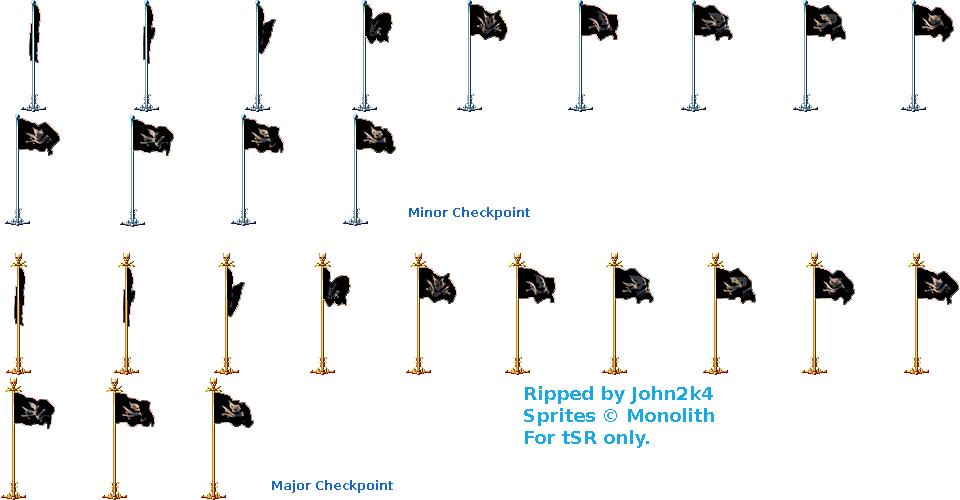 Minor Checkpoint
Ripped by John2k4
Sprites © Monolith
For tSR only.
Major Checkpoint